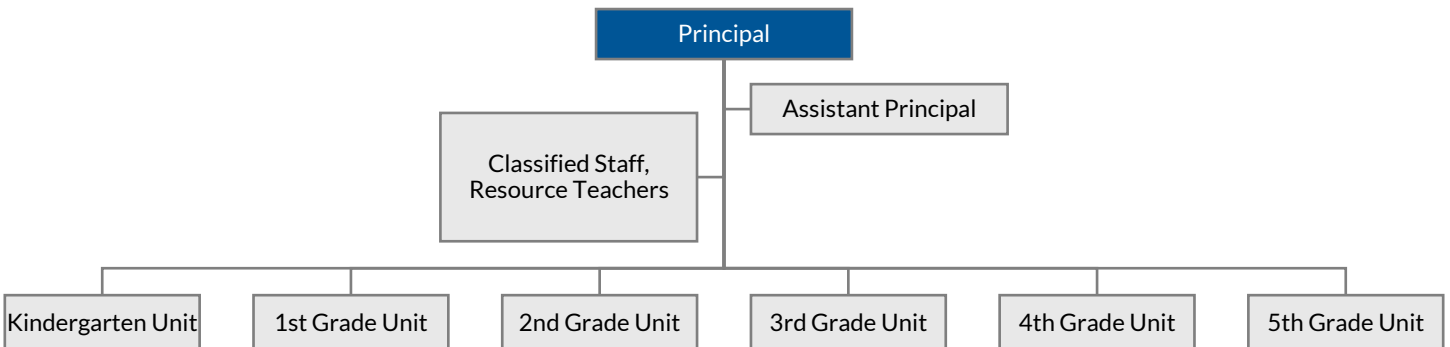 Principal
Assistant Principal
Classified Staff,
Resource Teachers
Kindergarten Unit
1st Grade Unit
2nd Grade Unit
3rd Grade Unit
4th Grade Unit
5th Grade Unit